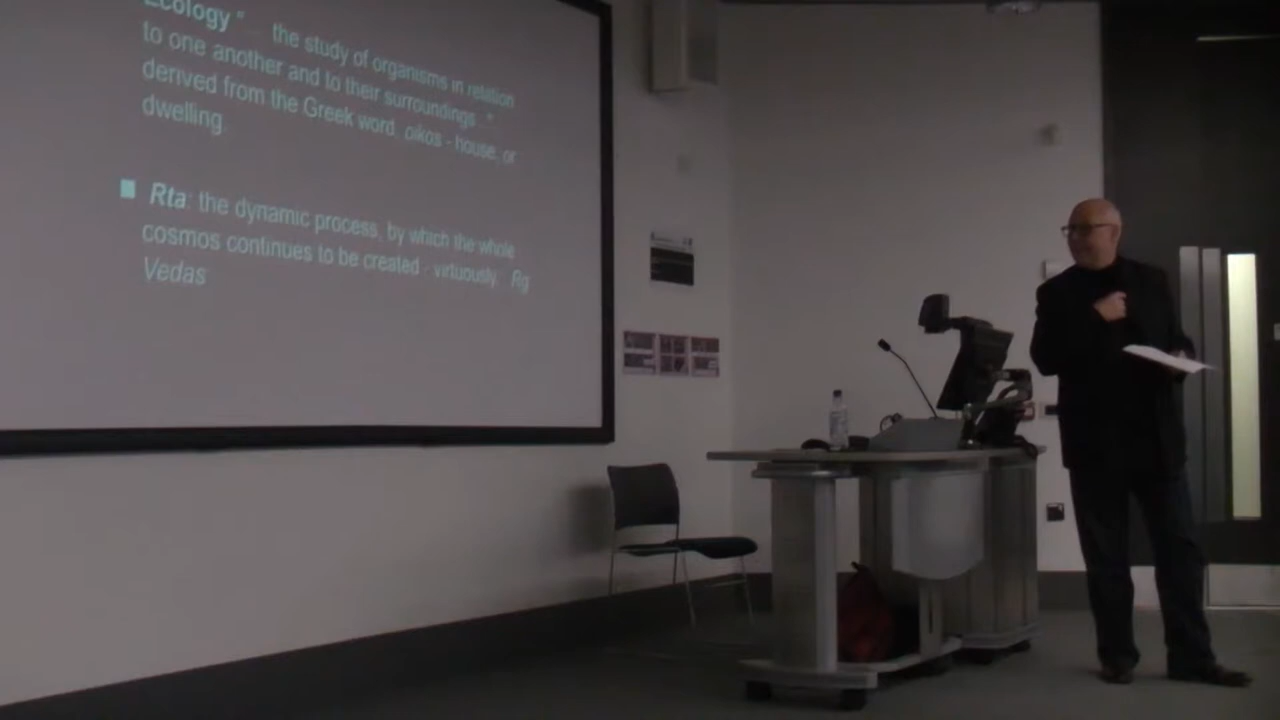 Ecology " the study of organisms in relation
to one another and to their surroundings "
derived from the Greek word, oikos - house, or
dwelling
Rta: the dynamic process, by which the whole
cosmos continues to be created - virtuously. Rg
Vedas